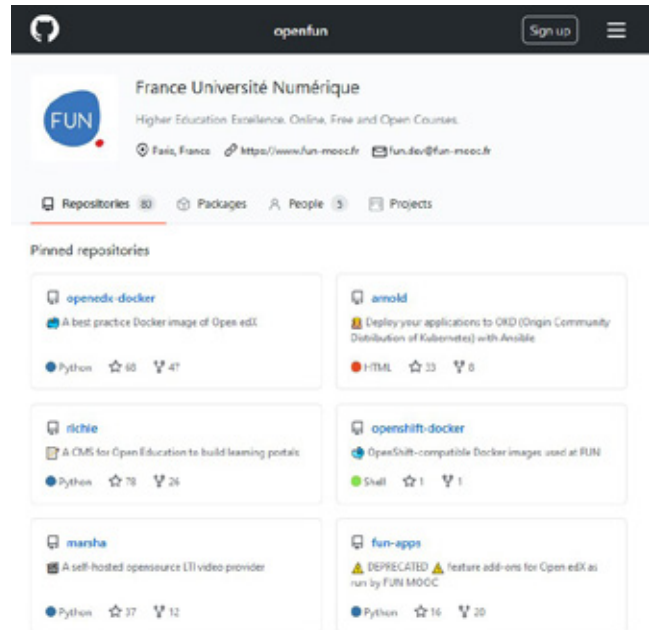 openfun
Sign up
FUN
France Université Numérique
Higher Education Excellence. Online, Free and Open Courses.
Paris, France https://www.fun-mooc.fr fun.dev@fun-mooc.fr
Repositories 80 Packages People 5 Projects
Pinned repositories
openedx-docker
A best practice Docker image of Open edX
Python 68 47
arnold
Deploy your applications to OKD (Origin Community
Distribution of Kubernetes) with Ansible
HTML 33 8
richie
A CMS for Open Education to build learning portals
Python 78 26
openshift-docker
OpenShift-compatible Docker images used at FUN
Shell 1 1
marsha
A self-hosted opensource LTI video provider
Python 37 12
fun-apps
DEPRECATED feature add-ons for Open edX as
run by FUN MOOC
Python 16 20